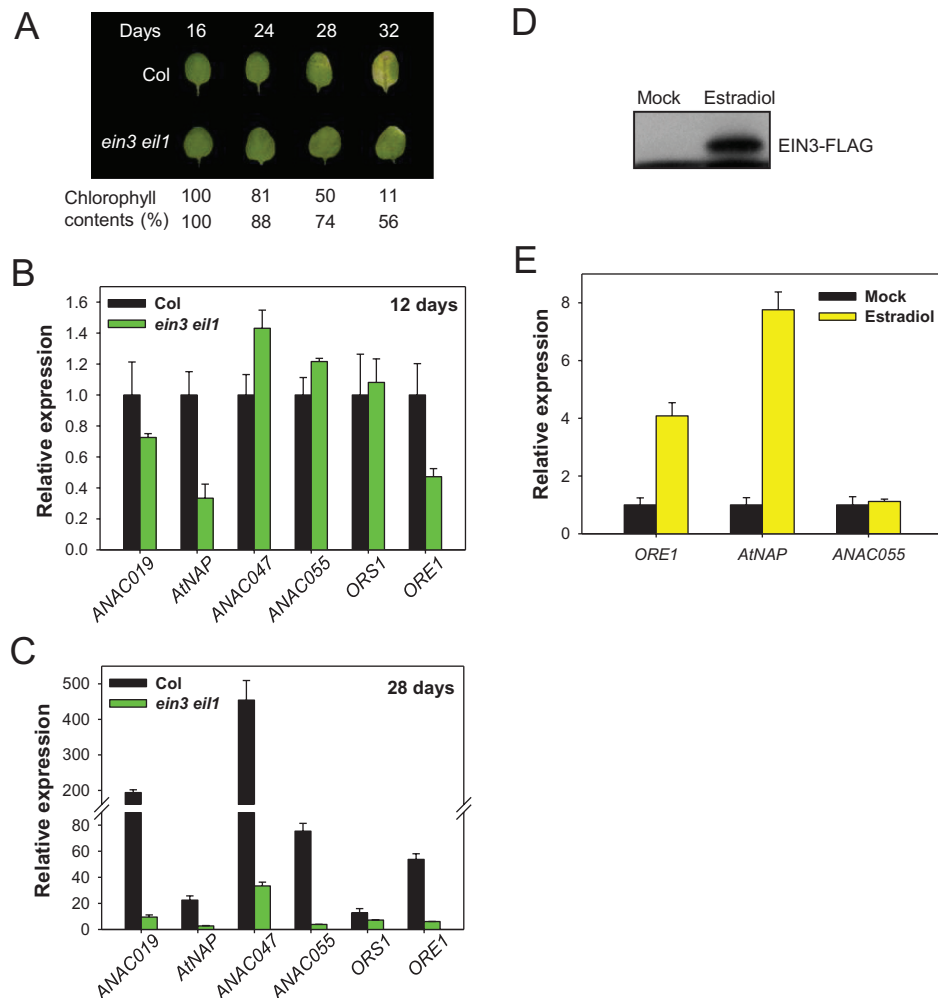 A
Days 16 24 28 32
Col
ein3 eil1
Chlorophyll contents (%)
100 81 50 11
100 88 74 56
B
Relative expression
1.6
1.4
1.2
1.0
0.8
0.6
0.4
0.2
0.0
Col
ein3 eil1
12 days
ANAC019 AtNAP ANAC047 ANAC055 ORS1 ORE1
C
Relative expression
500
400
300
200
80
60
40
20
0
Col
ein3 eil1
28 days
ANAC019 AtNAP ANAC047 ANAC055 ORS1 ORE1
D
Mock Estradiol
EIN3-FLAG
E
Relative expression
8
6
4
2
0
Mock
Estradiol
ORE1 AtNAP ANAC055